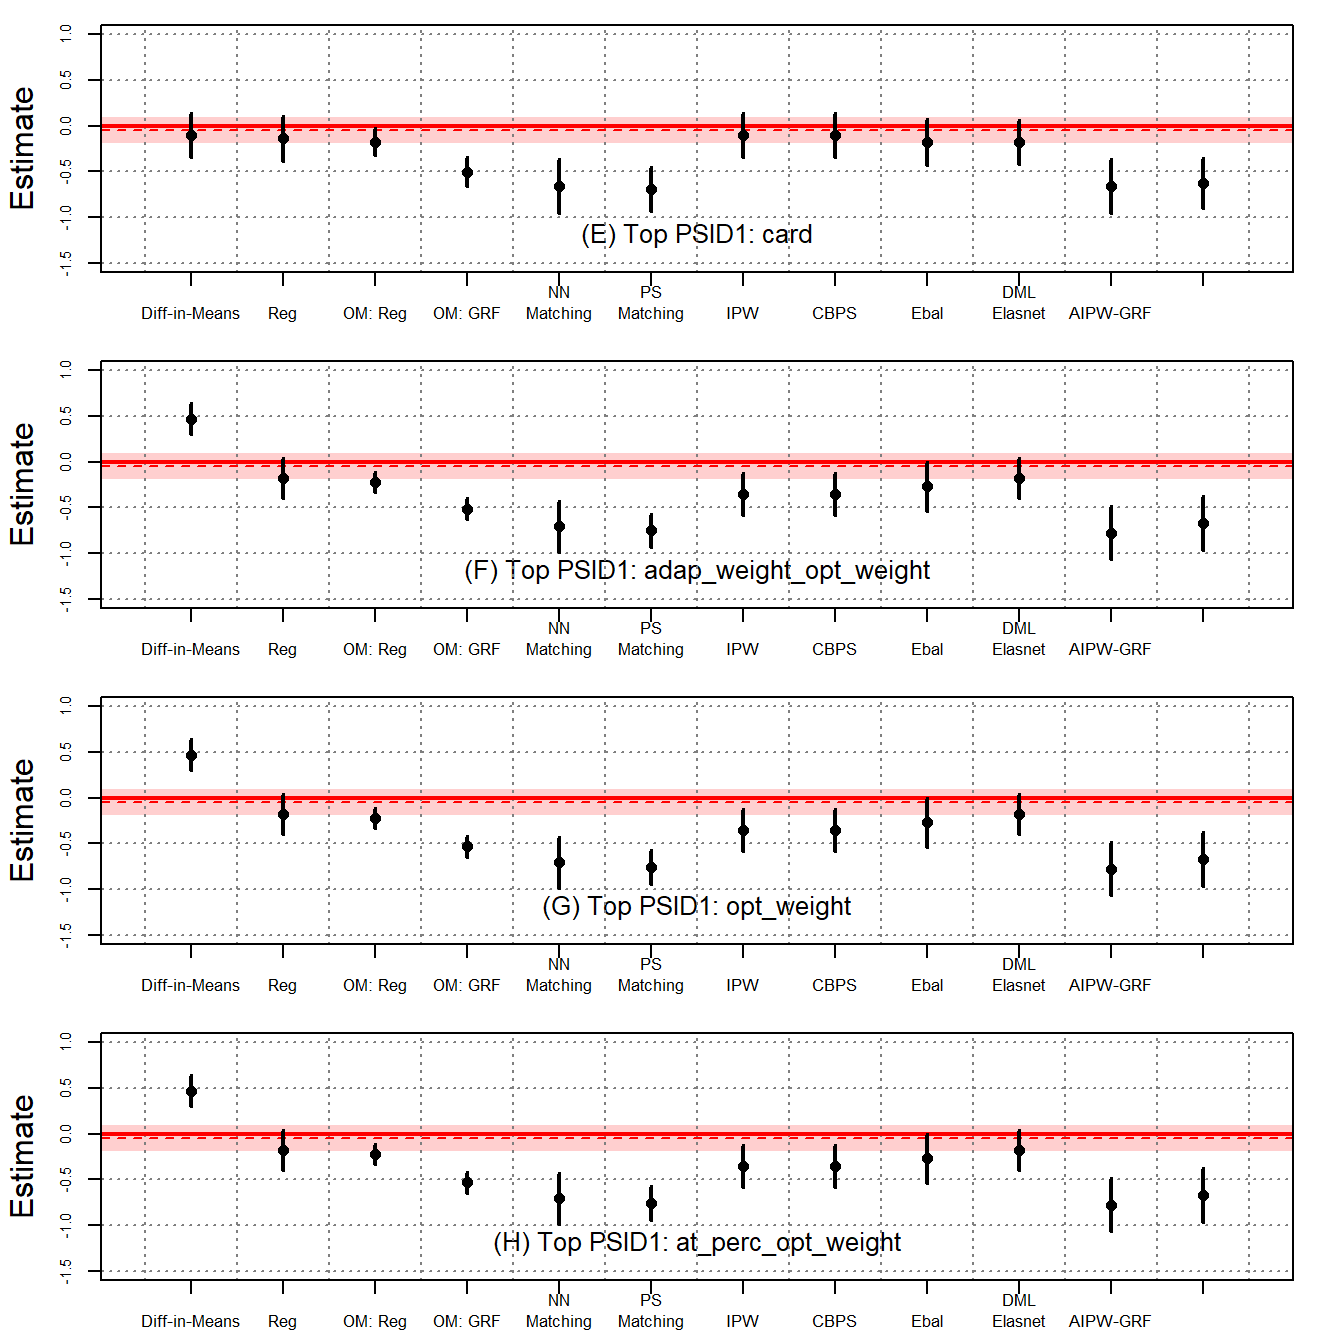 Estimate
1.0
0.5
0.0
-0.5
-1.0
-1.5
(E) Top PSID1: card
NN PS DML
Diff-in-Means Reg OM: Reg OM: GRF Matching Matching IPW CBPS Ebal Elasnet AIPW-GRF
Estimate
1.0
0.5
0.0
-0.5
-1.0
-1.5
(F) Top PSID1: adap_weight_opt_weight
NN PS DML
Diff-in-Means Reg OM: Reg OM: GRF Matching Matching IPW CBPS Ebal Elasnet AIPW-GRF
Estimate
1.0
0.5
0.0
-0.5
-1.0
-1.5
(G) Top PSID1: opt_weight
NN PS DML
Diff-in-Means Reg OM: Reg OM: GRF Matching Matching IPW CBPS Ebal Elasnet AIPW-GRF
Estimate
1.0
0.5
0.0
-0.5
-1.0
-1.5
(H) Top PSID1: at_perc_opt_weight
NN PS DML
Diff-in-Means Reg OM: Reg OM: GRF Matching Matching IPW CBPS Ebal Elasnet AIPW-GRF